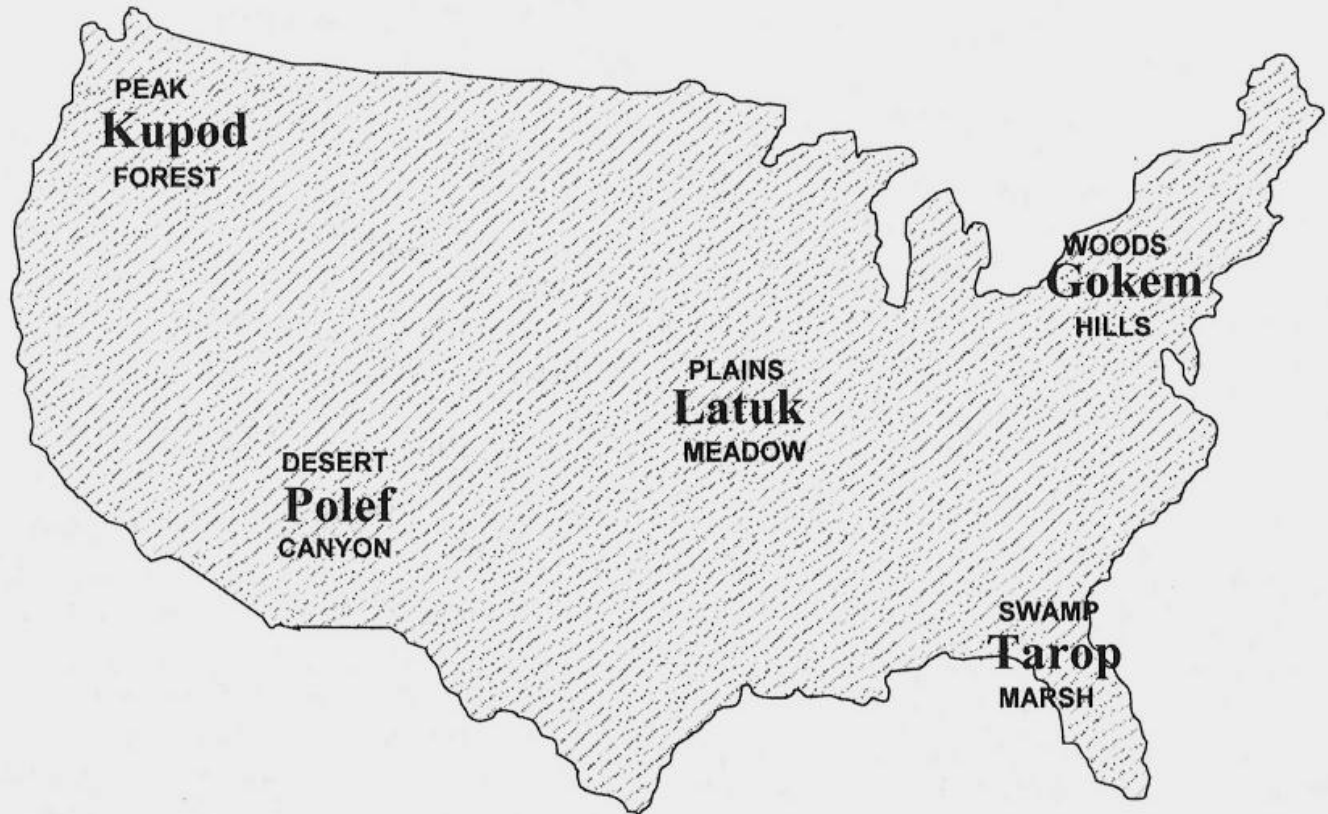 PEAK
Kupod
FOREST
WOODS
Gokem
HILLS
PLAINS
Latuk
MEADOW
DESERT
Polef
CANYON
SWAMP
Tarop
MARSH